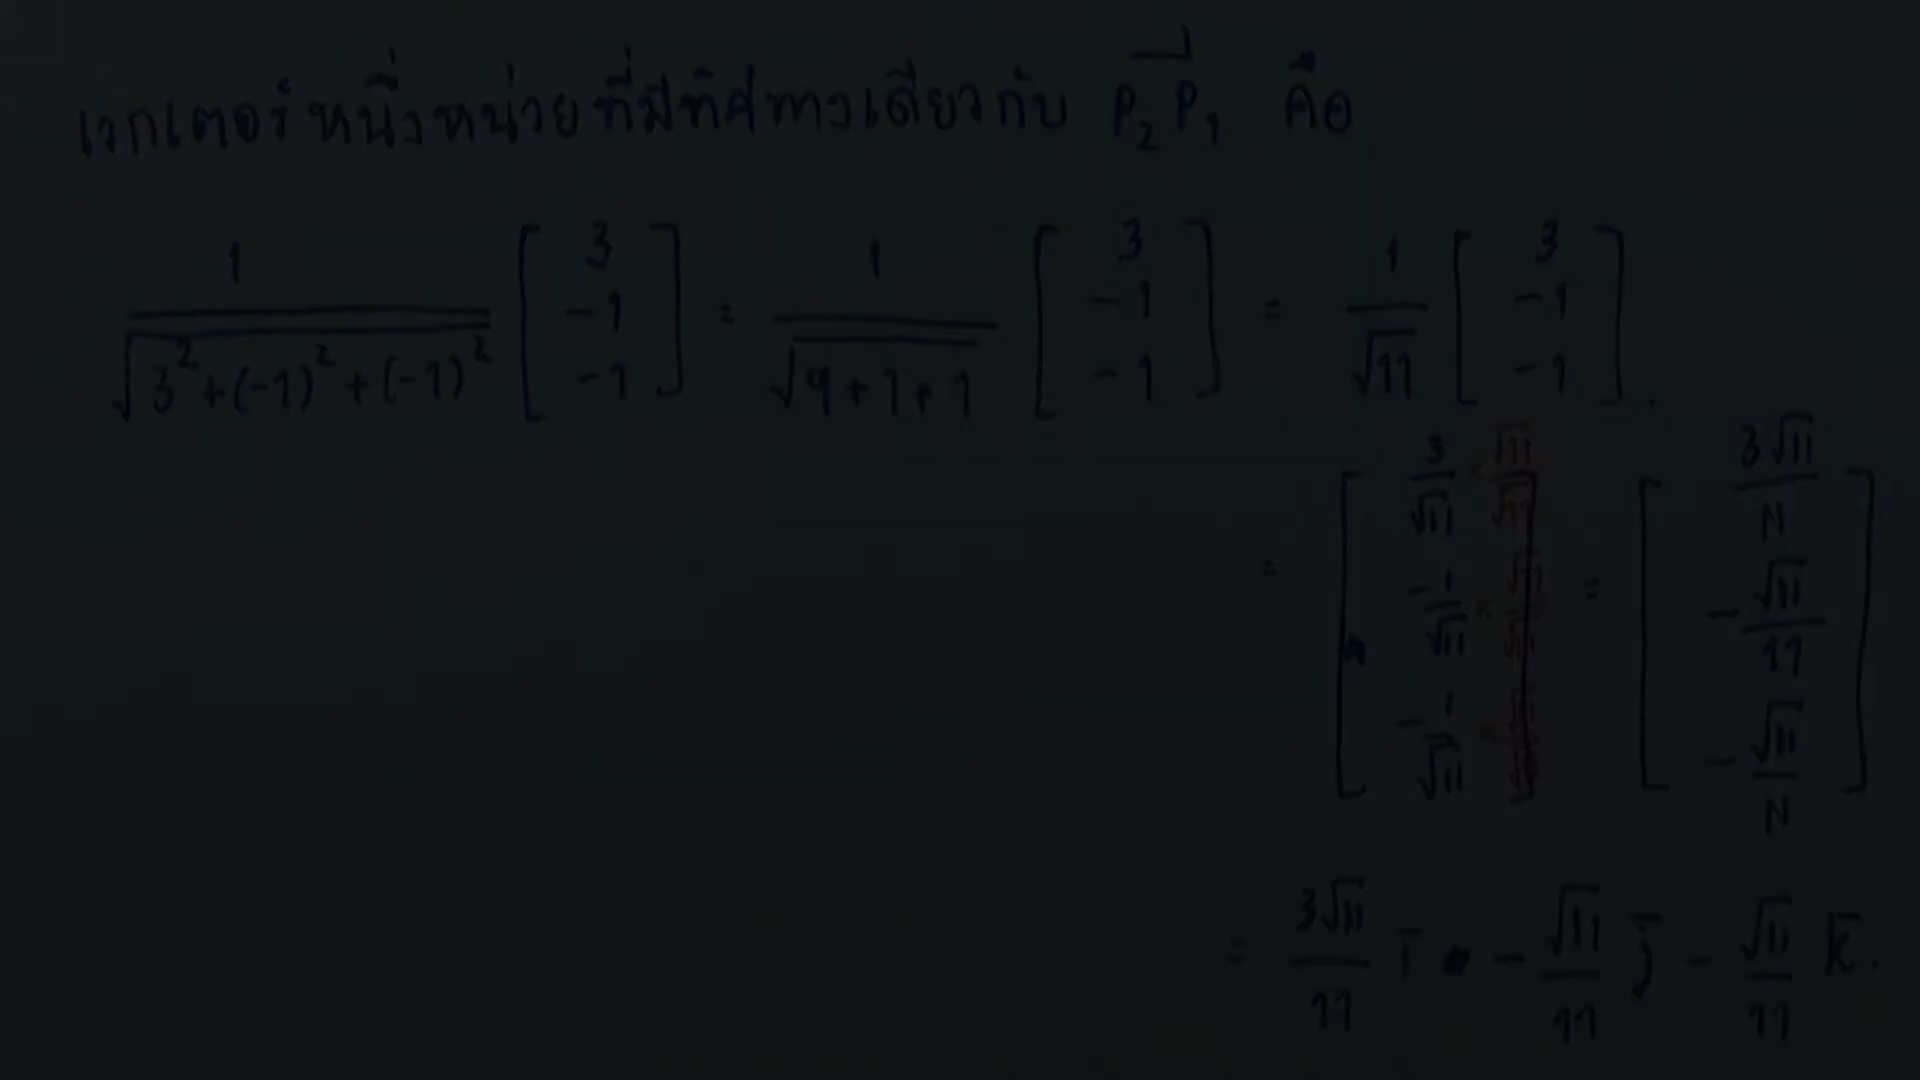 เวกเตอร์หนึ่งหน่วยที่มีทิศทางเดียวกับ P₂P₁ คือ
1/√(3²+(-1)²+(-1)²) [3 -1 -1] = 1/√(9+1+1) [3 -1 -1] = 1/√11 [3 -1 -1]
= [3/√11 × √11/√11, -1/√11 × √11/√11, -1/√11 × √11/√11] = [3√11/11, -√11/11, -√11/11]
= 3√11/11 i - √11/11 j - √11/11 k.